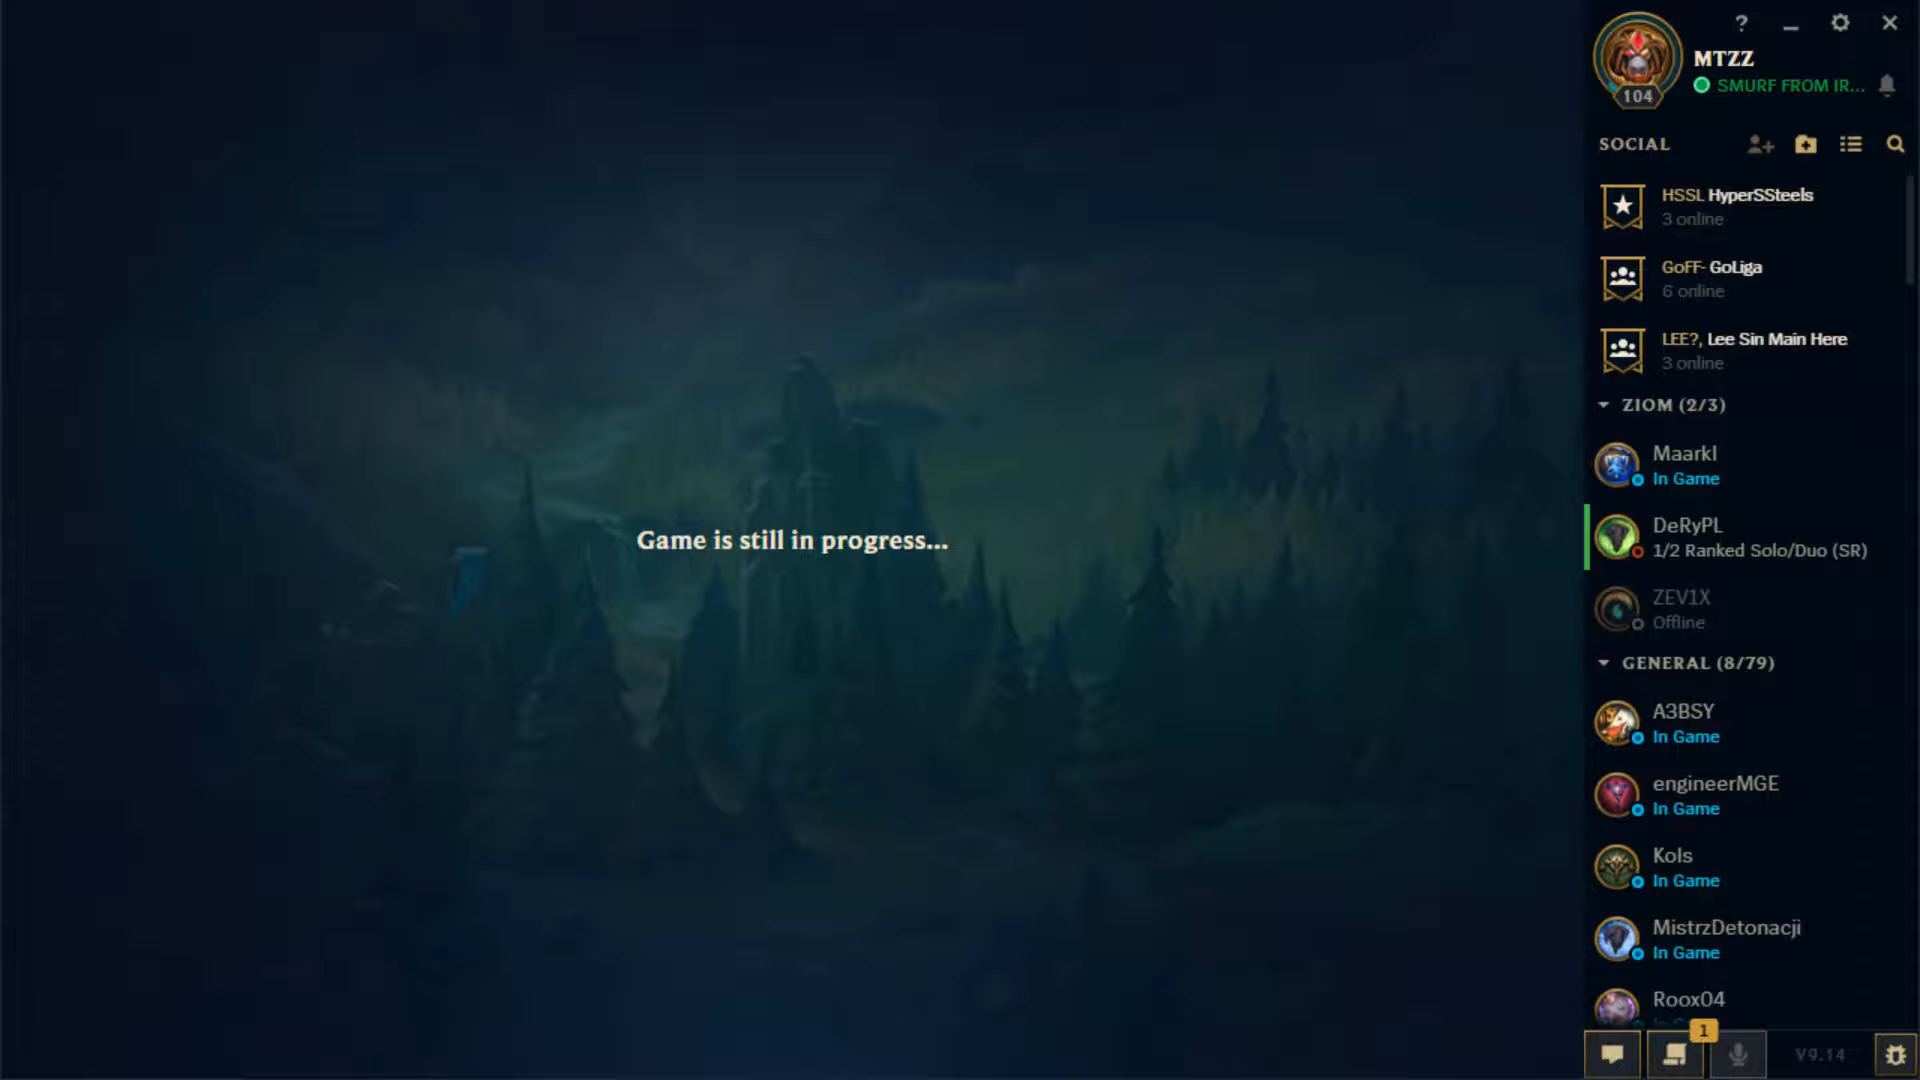 ?
MTZZ
SMURF FROM IR...
104
SOCIAL
HSSL HyperSSteels
3 online
GoFF- GoLiga
6 online
LEE?, Lee Sin Main Here
3 online
ZIOM (2/3)
Maarkl
In Game
DeRyPL
1/2 Ranked Solo/Duo (SR)
ZEV1X
Offline
GENERAL (8/79)
A3BSY
In Game
engineerMGE
In Game
Kols
In Game
MistrzDetonacji
In Game
Roox04
1
V9.14
Game is still in progress...